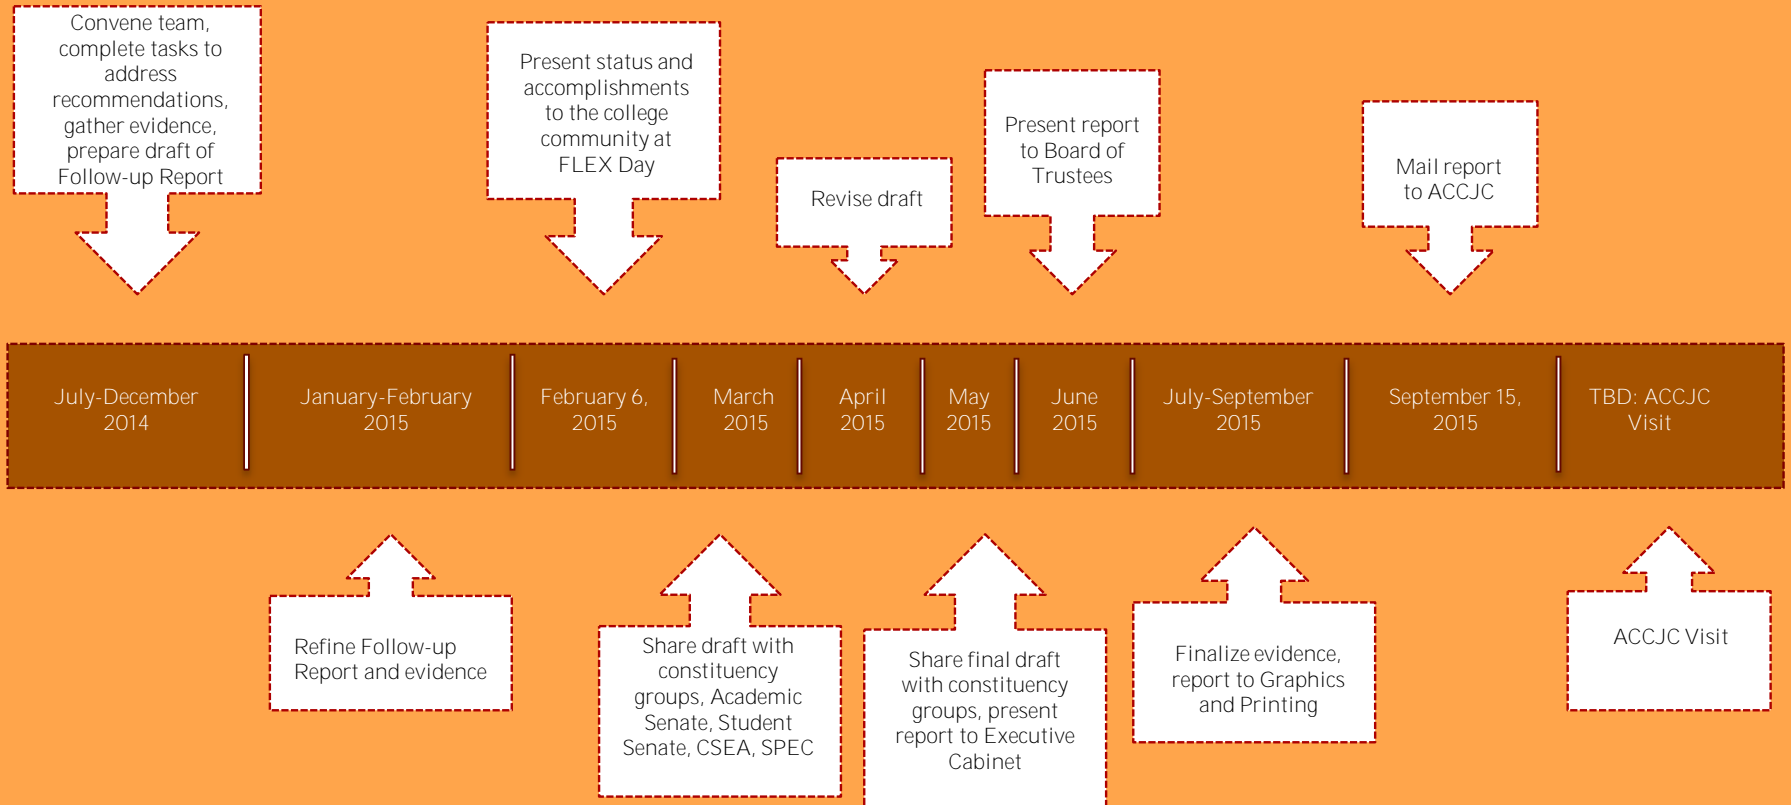 Convene team,
complete tasks to
address
recommendations,
gather evidence,
prepare draft of
Follow-up Report
Present status and
accomplishments
to the college
community at
FLEX Day
Revise draft
Present report
to Board of
Trustees
Mail report
to ACCJC
July-December
2014
January-February
2015
February 6,
2015
March
2015
April
2015
May
2015
June
2015
July-September
2015
September 15,
2015
TBD: ACCJC
Visit
Refine Follow-up
Report and evidence
Share draft with
constituency
groups, Academic
Senate, Student
Senate, CSEA, SPEC
Share final draft
with constituency
groups, present
report to Executive
Cabinet
Finalize evidence,
report to Graphics
and Printing
ACCJC Visit